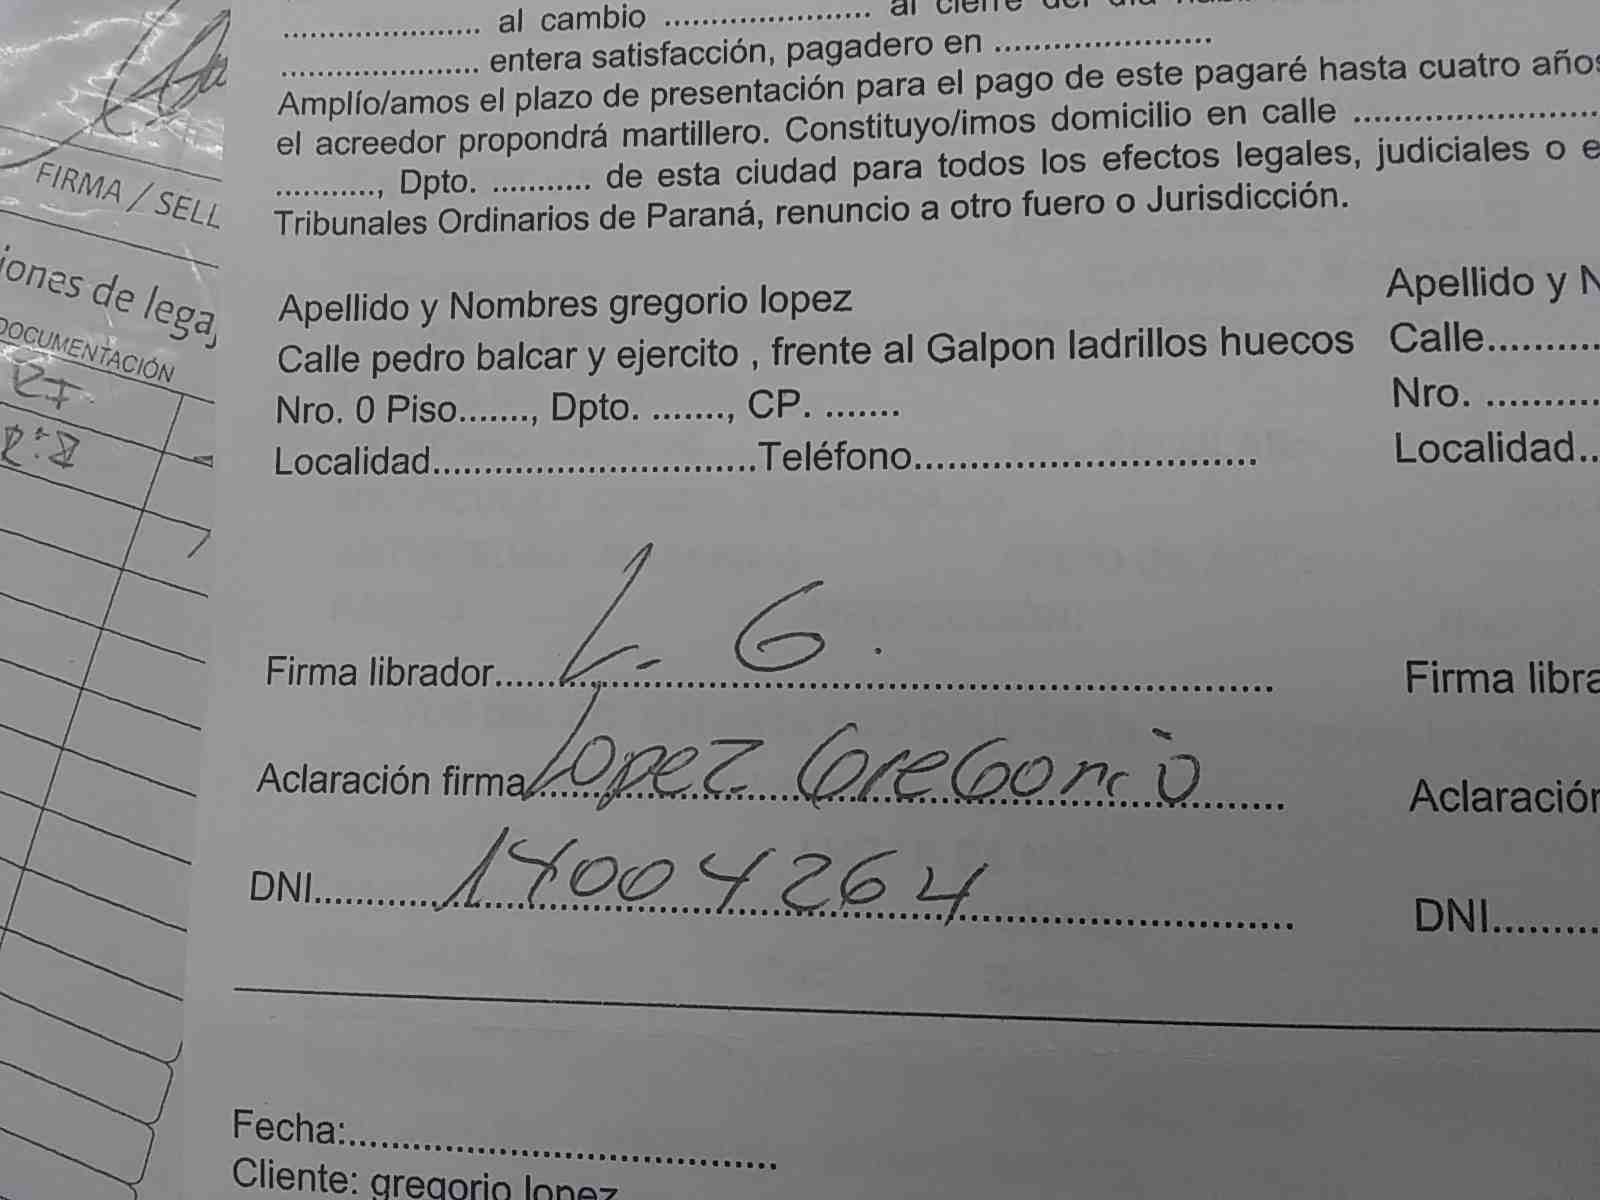 ...................... al cambio ...................... al cierre del día
...................... entera satisfacción, pagadero en ......................
Amplío/amos el plazo de presentación para el pago de este pagaré hasta cuatro años
el acreedor propondrá martillero. Constituyo/imos domicilio en calle ........................
..........., Dpto. ........... de esta ciudad para todos los efectos legales, judiciales o e
Tribunales Ordinarios de Paraná, renuncio a otro fuero o Jurisdicción.
Apellido y Nombres gregorio lopez
Calle pedro balcar y ejercito , frente al Galpon ladrillos huecos
Nro. 0 Piso......., Dpto. ......., CP. .......
Localidad................................Teléfono.................................
Firma librador...... L. G. ......
Aclaración firma Lopez Gregorio
DNI............ 14004264 ............
Apellido y N
Calle..........
Nro. ..........
Localidad..
Firma libra
Aclaración
DNI.........
Fecha:..........................................
Cliente: gregorio lopez
FIRMA / SELL
iones de lega
DOCUMENTACIÓN